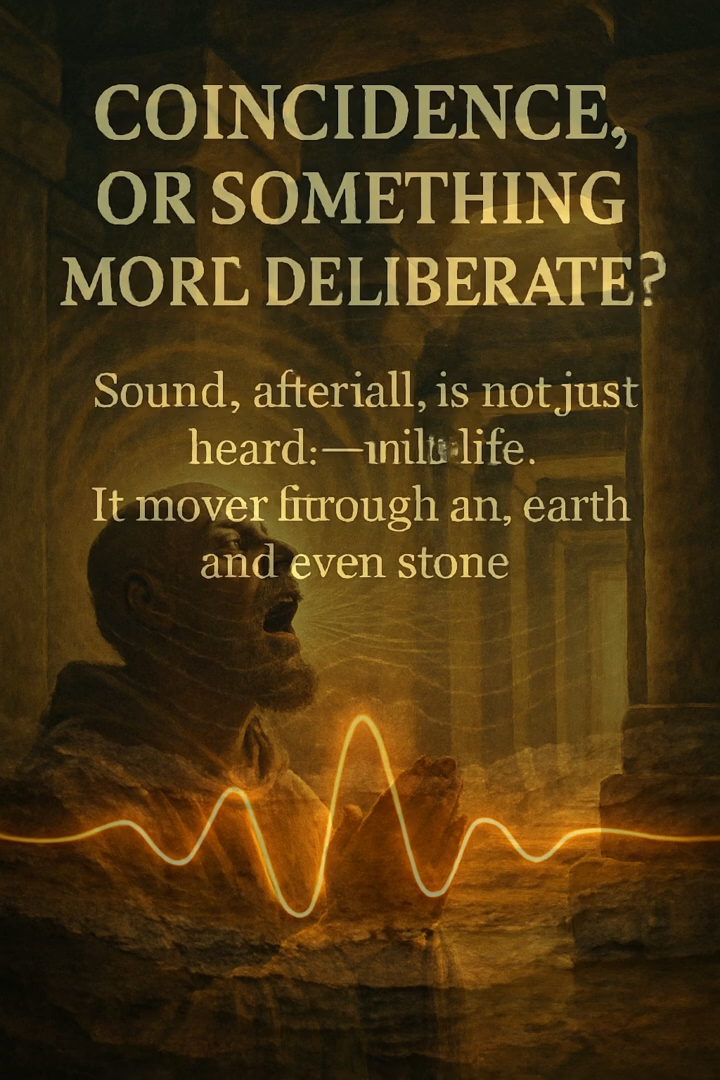 COINCIDENCE,
OR SOMETHING
MORE DELIBERATE?
Sound, afteriall, is not just
heard:— life.
It mover fitrough an, earth
and even stone